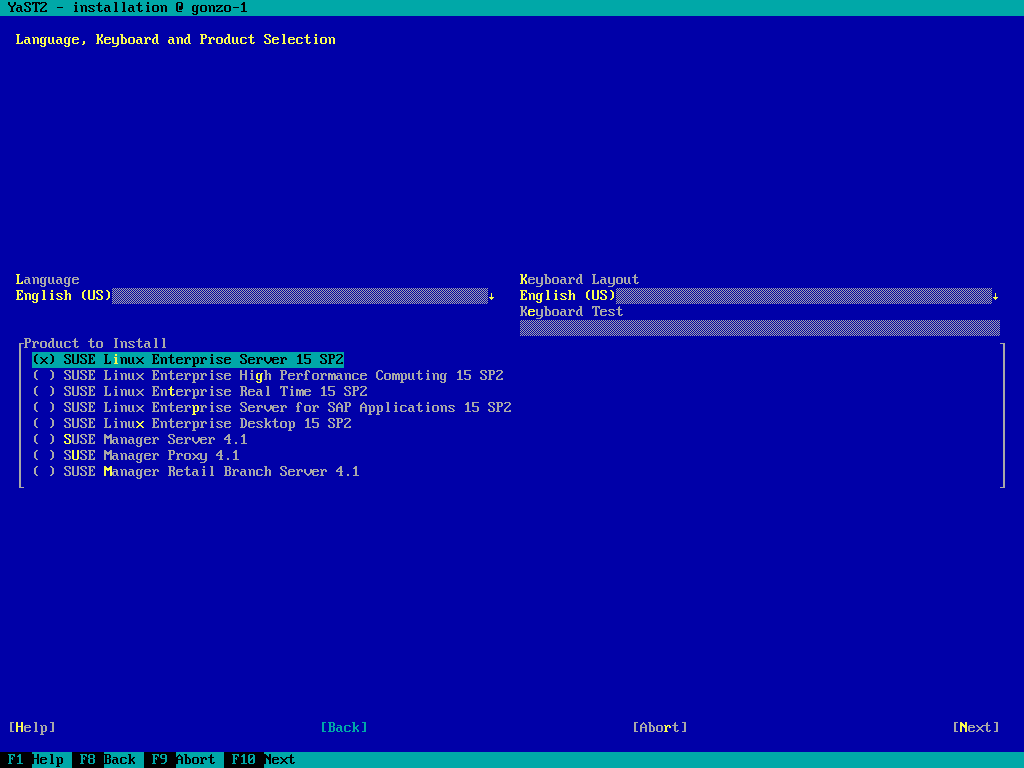 YaST2 - installation @ gonzo-1
Language, Keyboard and Product Selection
Language
English (US)↓
Keyboard Layout
English (US)↓
Keyboard Test
Product to Install
(x) SUSE Linux Enterprise Server 15 SP2
( ) SUSE Linux Enterprise High Performance Computing 15 SP2
( ) SUSE Linux Enterprise Real Time 15 SP2
( ) SUSE Linux Enterprise Server for SAP Applications 15 SP2
( ) SUSE Linux Enterprise Desktop 15 SP2
( ) SUSE Manager Server 4.1
( ) SUSE Manager Proxy 4.1
( ) SUSE Manager Retail Branch Server 4.1
[Help] [Back] [Abort] [Next]
F1 Help F8 Back F9 Abort F10 Next